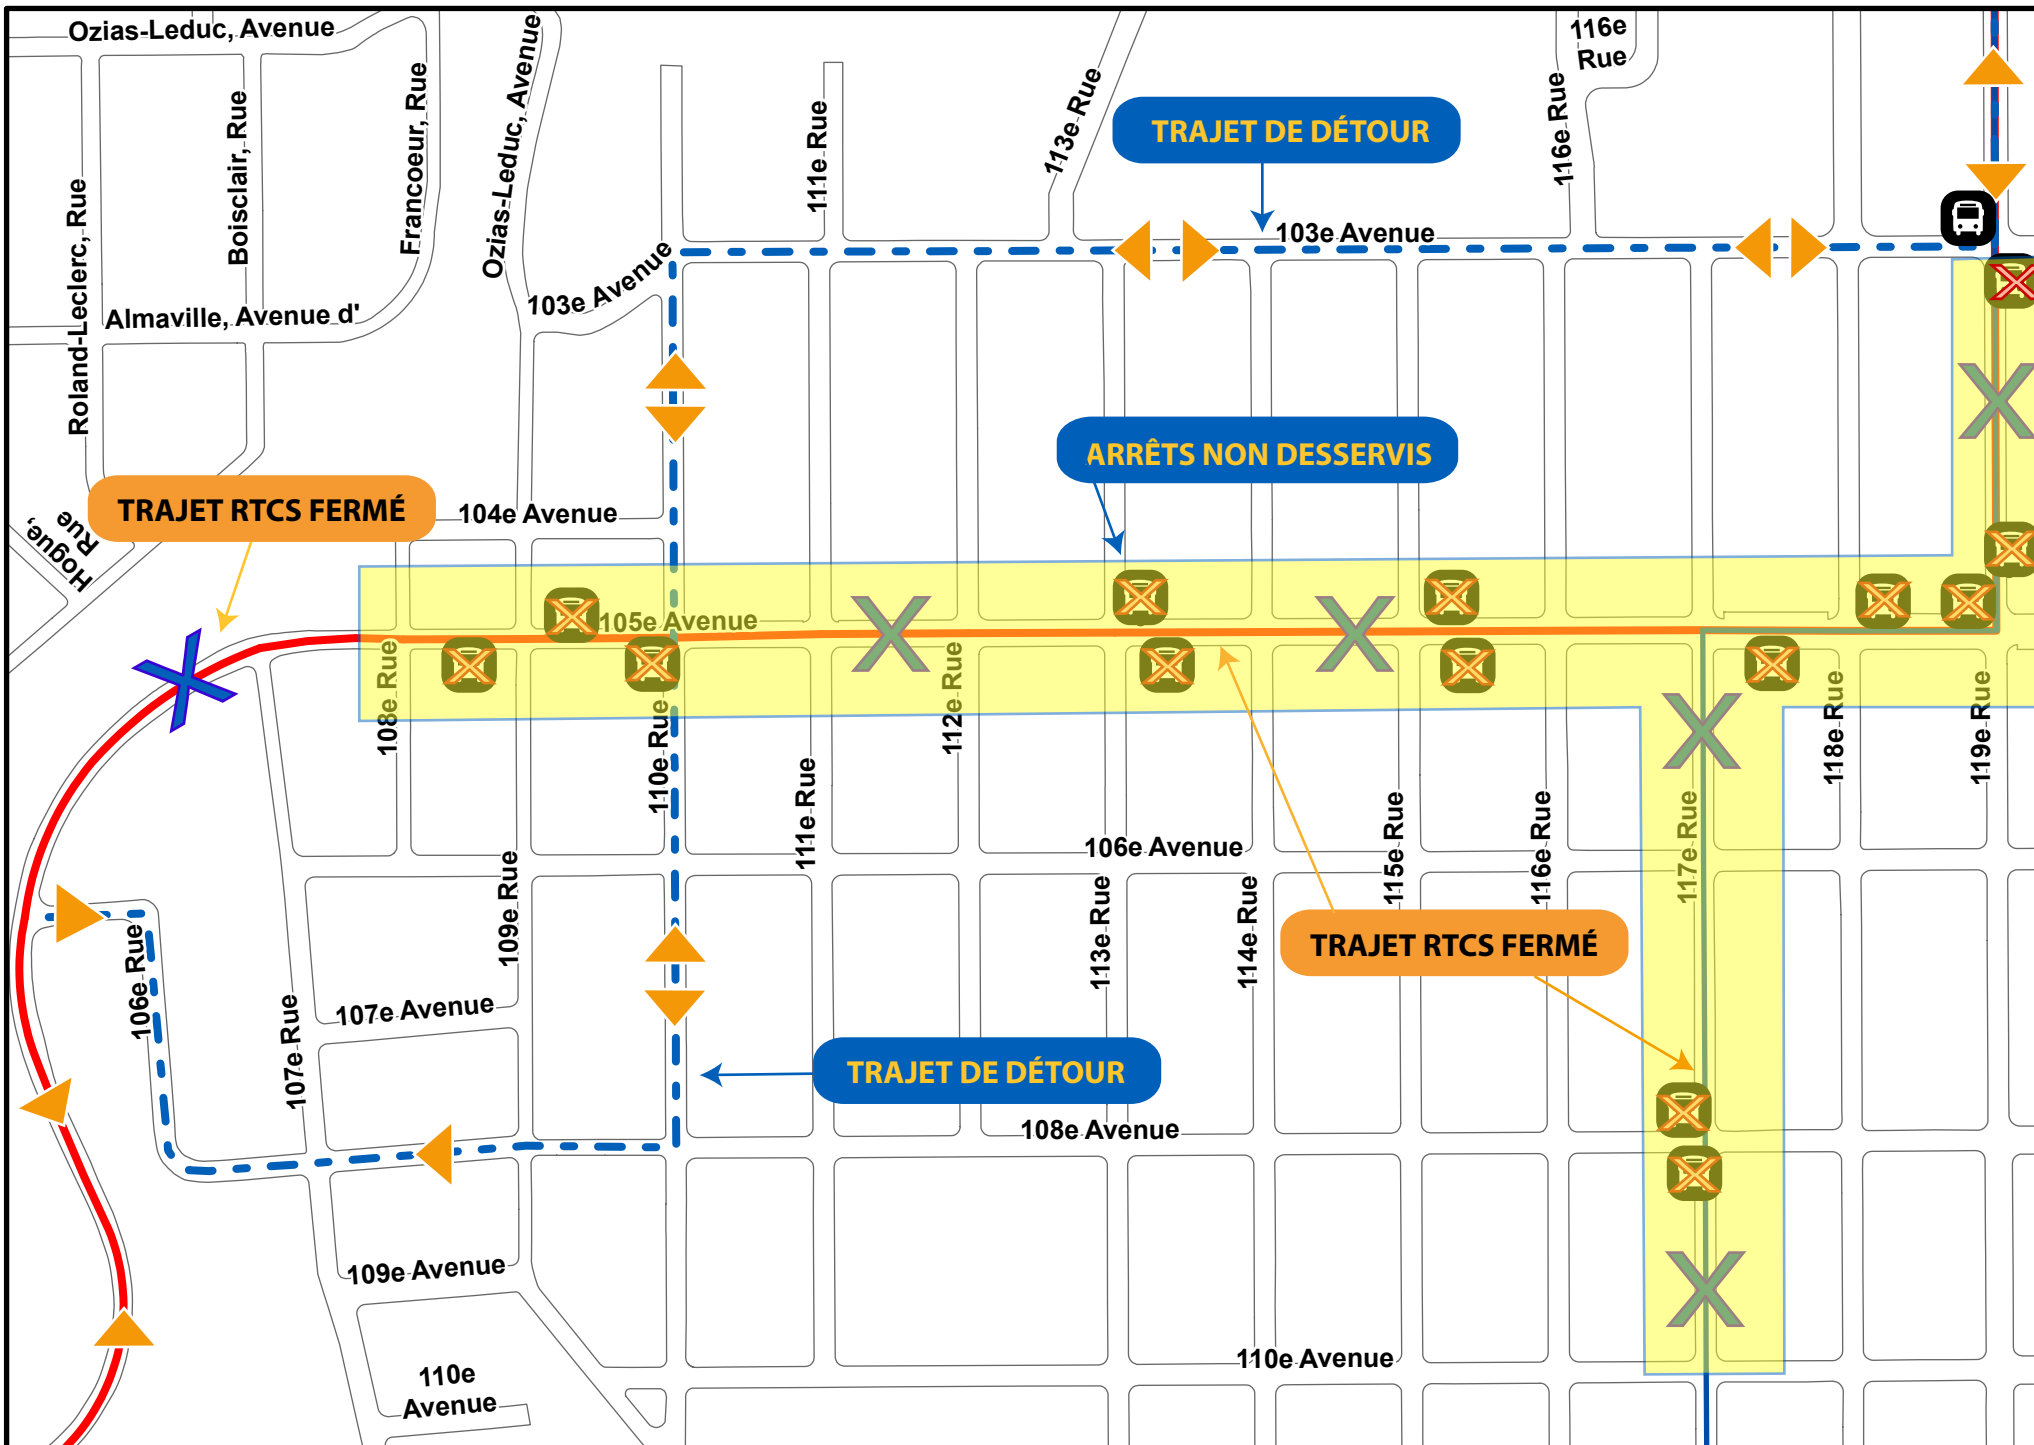 Ozias-Leduc, Avenue
116e
Rue
Ozias-Leduc, Avenue
Francoeur, Rue
Boisclair, Rue
Roland-Leclerc, Rue
111e Rue
113e Rue
116e Rue
TRAJET DE DÉTOUR
103e Avenue
103e Avenue
Almaville, Avenue d'
ARRÊTS NON DESSERVIS
TRAJET RTCS FERMÉ
104e Avenue
Hogue,
Rue
105e Avenue
108e Rue
110e Rue
112e Rue
118e Rue
119e Rue
111e Rue
115e Rue
116e Rue
117e Rue
106e Avenue
109e Rue
113e Rue
114e Rue
TRAJET RTCS FERMÉ
106e Rue
107e Rue
107e Avenue
TRAJET DE DÉTOUR
108e Avenue
109e Avenue
110e Avenue
110e
Avenue